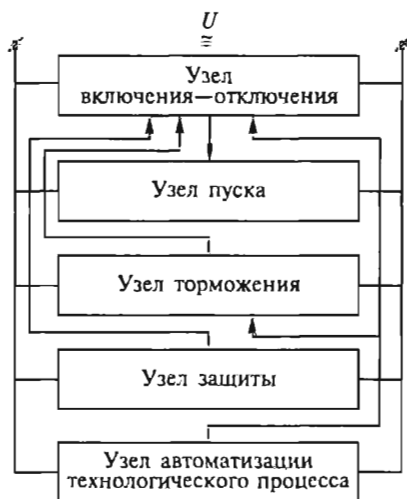 U
≅
Узел
включения—отключения
Узел пуска
Узел торможения
Узел защиты
Узел автоматизации
технологического процесса